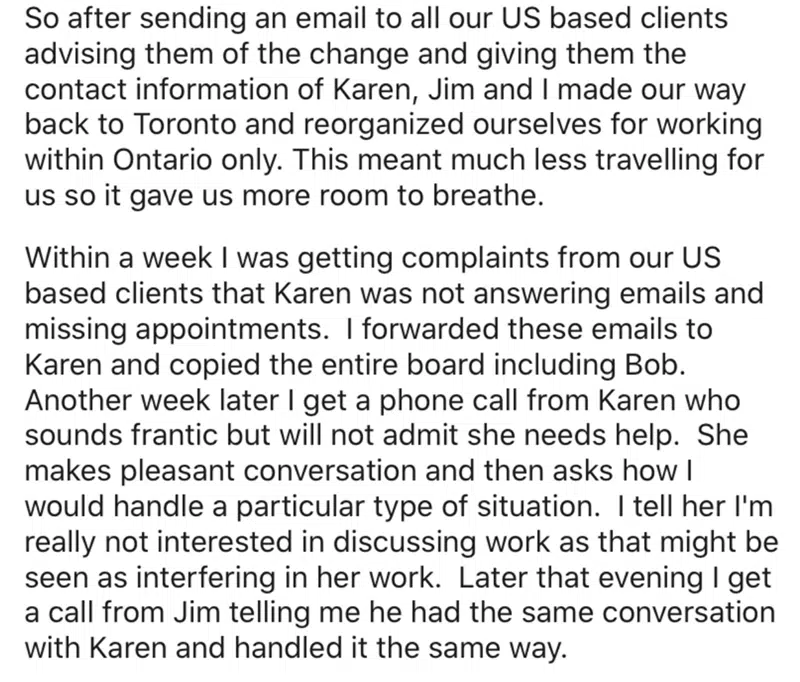 So after sending an email to all our US based clients
advising them of the change and giving them the
contact information of Karen, Jim and I made our way
back to Toronto and reorganized ourselves for working
within Ontario only. This meant much less travelling for
us so it gave us more room to breathe.
Within a week I was getting complaints from our US
based clients that Karen was not answering emails and
missing appointments.  I forwarded these emails to
Karen and copied the entire board including Bob.
Another week later I get a phone call from Karen who
sounds frantic but will not admit she needs help.  She
makes pleasant conversation and then asks how I
would handle a particular type of situation.  I tell her I'm
really not interested in discussing work as that might be
seen as interfering in her work.  Later that evening I get
a call from Jim telling me he had the same conversation
with Karen and handled it the same way.